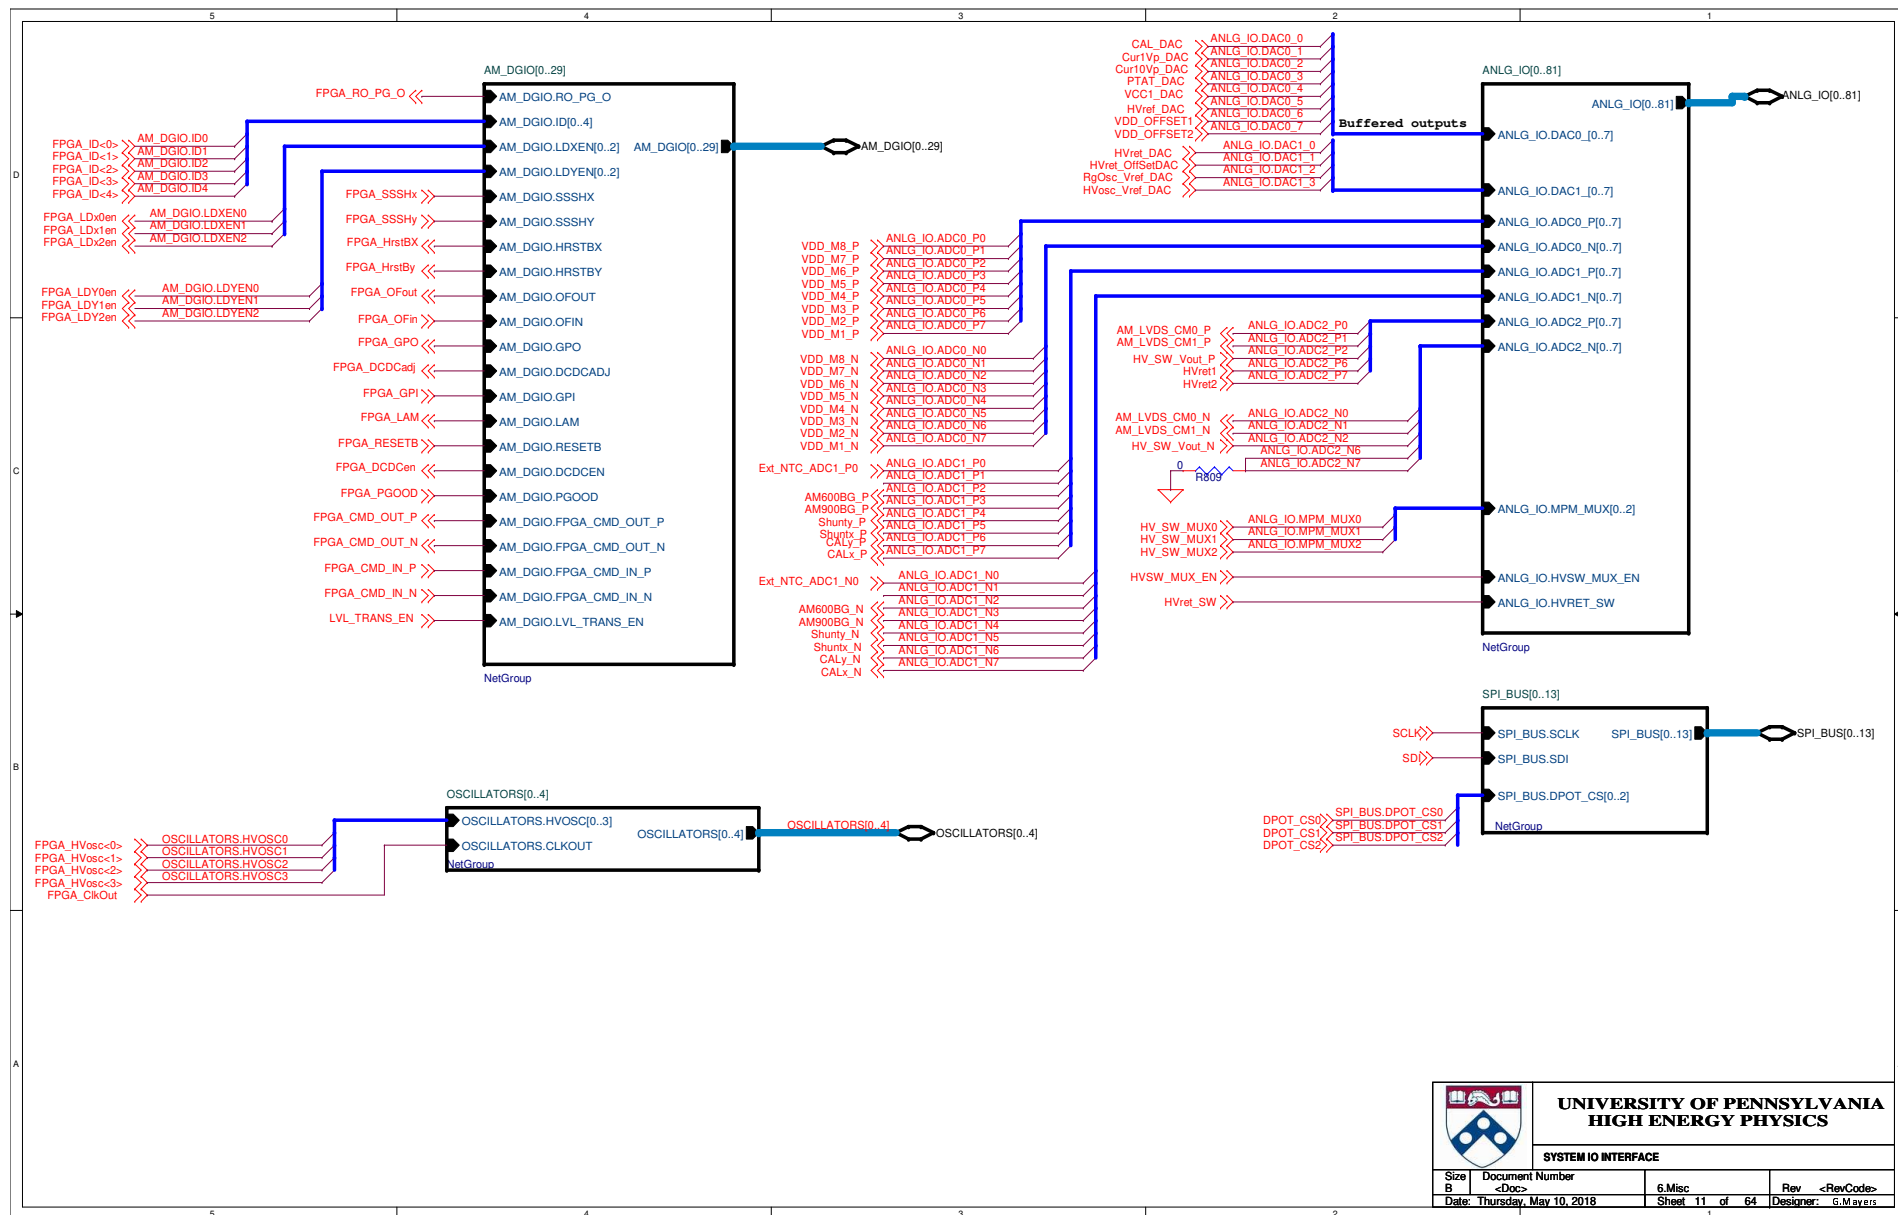 5 4 3 2 1
AM_DGIO[0..29]
FPGA_RO_PG_O
AM_DGIO.RO_PG_O
AM_DGIO.ID[0..4]
AM_DGIO.LDXEN[0..2] AM_DGIO[0..29]
AM_DGIO[0..29]
AM_DGIO.LDYEN[0..2]
FPGA_ID<0> AM_DGIO.ID0
FPGA_ID<1> AM_DGIO.ID1
FPGA_ID<2> AM_DGIO.ID2
FPGA_ID<3> AM_DGIO.ID3
FPGA_ID<4> AM_DGIO.ID4
FPGA_LDx0en AM_DGIO.LDXEN0
FPGA_LDx1en AM_DGIO.LDXEN1
FPGA_LDx2en AM_DGIO.LDXEN2
FPGA_LDY0en AM_DGIO.LDYEN0
FPGA_LDY1en AM_DGIO.LDYEN1
FPGA_LDY2en AM_DGIO.LDYEN2
FPGA_SSSHx AM_DGIO.SSSHX
FPGA_SSSHy AM_DGIO.SSSHY
FPGA_HrstBX AM_DGIO.HRSTBX
FPGA_HrstBy AM_DGIO.HRSTBY
FPGA_OFout AM_DGIO.OFOUT
FPGA_OFin AM_DGIO.OFIN
FPGA_GPO AM_DGIO.GPO
FPGA_DCDCadj AM_DGIO.DCDCADJ
FPGA_GPI AM_DGIO.GPI
FPGA_LAM AM_DGIO.LAM
FPGA_RESETB AM_DGIO.RESETB
FPGA_DCDCen AM_DGIO.DCDCEN
FPGA_PGOOD AM_DGIO.PGOOD
FPGA_CMD_OUT_P AM_DGIO.FPGA_CMD_OUT_P
FPGA_CMD_OUT_N AM_DGIO.FPGA_CMD_OUT_N
FPGA_CMD_IN_P AM_DGIO.FPGA_CMD_IN_P
FPGA_CMD_IN_N AM_DGIO.FPGA_CMD_IN_N
LVL_TRANS_EN AM_DGIO.LVL_TRANS_EN
NetGroup
CAL_DAC ANLG_IO.DAC0_0
Cur1Vp_DAC ANLG_IO.DAC0_1
Cur10Vp_DAC ANLG_IO.DAC0_2
PTAT_DAC ANLG_IO.DAC0_3
VCC1_DAC ANLG_IO.DAC0_4
HVref_DAC ANLG_IO.DAC0_5
VDD_OFFSET1 ANLG_IO.DAC0_6
VDD_OFFSET2 ANLG_IO.DAC0_7
Buffered outputs
HVret_DAC ANLG_IO.DAC1_0
HVret_OffSetDAC ANLG_IO.DAC1_1
RgOsc_Vref_DAC ANLG_IO.DAC1_2
HVosc_Vref_DAC ANLG_IO.DAC1_3
VDD_M8_P ANLG_IO.ADC0_P0
VDD_M7_P ANLG_IO.ADC0_P1
VDD_M6_P ANLG_IO.ADC0_P2
VDD_M5_P ANLG_IO.ADC0_P3
VDD_M4_P ANLG_IO.ADC0_P4
VDD_M3_P ANLG_IO.ADC0_P5
VDD_M2_P ANLG_IO.ADC0_P6
VDD_M1_P ANLG_IO.ADC0_P7
VDD_M8_N ANLG_IO.ADC0_N0
VDD_M7_N ANLG_IO.ADC0_N1
VDD_M6_N ANLG_IO.ADC0_N2
VDD_M5_N ANLG_IO.ADC0_N3
VDD_M4_N ANLG_IO.ADC0_N4
VDD_M3_N ANLG_IO.ADC0_N5
VDD_M2_N ANLG_IO.ADC0_N6
VDD_M1_N ANLG_IO.ADC0_N7
Ext_NTC_ADC1_P0 ANLG_IO.ADC1_P0
ANLG_IO.ADC1_P1
AM600BG_P ANLG_IO.ADC1_P2
AM900BG_P ANLG_IO.ADC1_P3
Shunty_P ANLG_IO.ADC1_P4
Shuntx_P ANLG_IO.ADC1_P5
CALy_P ANLG_IO.ADC1_P6
CALx_P ANLG_IO.ADC1_P7
Ext_NTC_ADC1_N0 ANLG_IO.ADC1_N0
ANLG_IO.ADC1_N1
AM600BG_N ANLG_IO.ADC1_N2
AM900BG_N ANLG_IO.ADC1_N3
Shunty_N ANLG_IO.ADC1_N4
Shuntx_N ANLG_IO.ADC1_N5
CALy_N ANLG_IO.ADC1_N6
CALx_N ANLG_IO.ADC1_N7
AM_LVDS_CM0_P ANLG_IO.ADC2_P0
AM_LVDS_CM1_P ANLG_IO.ADC2_P1
HV_SW_Vout_P ANLG_IO.ADC2_P2
HVret1 ANLG_IO.ADC2_P6
HVret2 ANLG_IO.ADC2_P7
AM_LVDS_CM0_N ANLG_IO.ADC2_N0
AM_LVDS_CM1_N ANLG_IO.ADC2_N1
HV_SW_Vout_N ANLG_IO.ADC2_N2
ANLG_IO.ADC2_N6
0 ANLG_IO.ADC2_N7
R809
HV_SW_MUX0 ANLG_IO.MPM_MUX0
HV_SW_MUX1 ANLG_IO.MPM_MUX1
HV_SW_MUX2 ANLG_IO.MPM_MUX2
HVSW_MUX_EN
HVret_SW
ANLG_IO[0..81]
ANLG_IO[0..81]
ANLG_IO[0..81]
ANLG_IO.DAC0_[0..7]
ANLG_IO.DAC1_[0..7]
ANLG_IO.ADC0_P[0..7]
ANLG_IO.ADC0_N[0..7]
ANLG_IO.ADC1_P[0..7]
ANLG_IO.ADC1_N[0..7]
ANLG_IO.ADC2_P[0..7]
ANLG_IO.ADC2_N[0..7]
ANLG_IO.MPM_MUX[0..2]
ANLG_IO.HVSW_MUX_EN
ANLG_IO.HVRET_SW
NetGroup
SPI_BUS[0..13]
SCLK SPI_BUS.SCLK SPI_BUS[0..13] SPI_BUS[0..13]
SDI SPI_BUS.SDI
SPI_BUS.DPOT_CS[0..2]
DPOT_CS0 SPI_BUS.DPOT_CS0
DPOT_CS1 SPI_BUS.DPOT_CS1
DPOT_CS2 SPI_BUS.DPOT_CS2
NetGroup
OSCILLATORS[0..4]
OSCILLATORS.HVOSC[0..3]
OSCILLATORS[0..4] OSCILLATORS[0..4] OSCILLATORS[0..4]
OSCILLATORS.CLKOUT
NetGroup
FPGA_HVosc<0> OSCILLATORS.HVOSC0
FPGA_HVosc<1> OSCILLATORS.HVOSC1
FPGA_HVosc<2> OSCILLATORS.HVOSC2
FPGA_HVosc<3> OSCILLATORS.HVOSC3
FPGA_ClkOut
D
C
B
A
UNIVERSITY OF PENNSYLVANIA
HIGH ENERGY PHYSICS
SYSTEM IO INTERFACE
Size Document Number
B <Doc> 6.Misc Rev <RevCode>
Date: Thursday, May 10, 2018 Sheet 11 of 64 Designer: G.Mayers
5 4 3 2 1